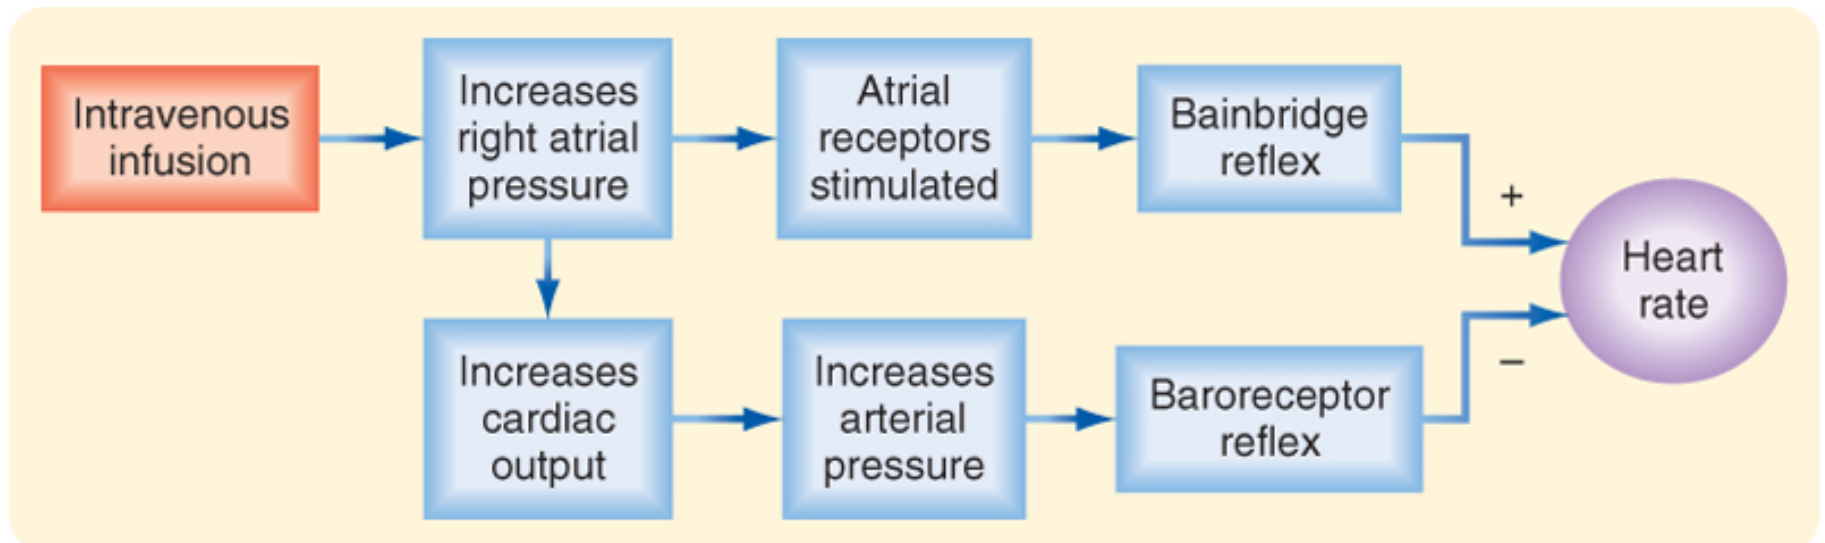 Intravenous
infusion
Increases
right atrial
pressure
Atrial
receptors
stimulated
Bainbridge
reflex
+
Heart
rate
Increases
cardiac
output
Increases
arterial
pressure
Baroreceptor
reflex
–